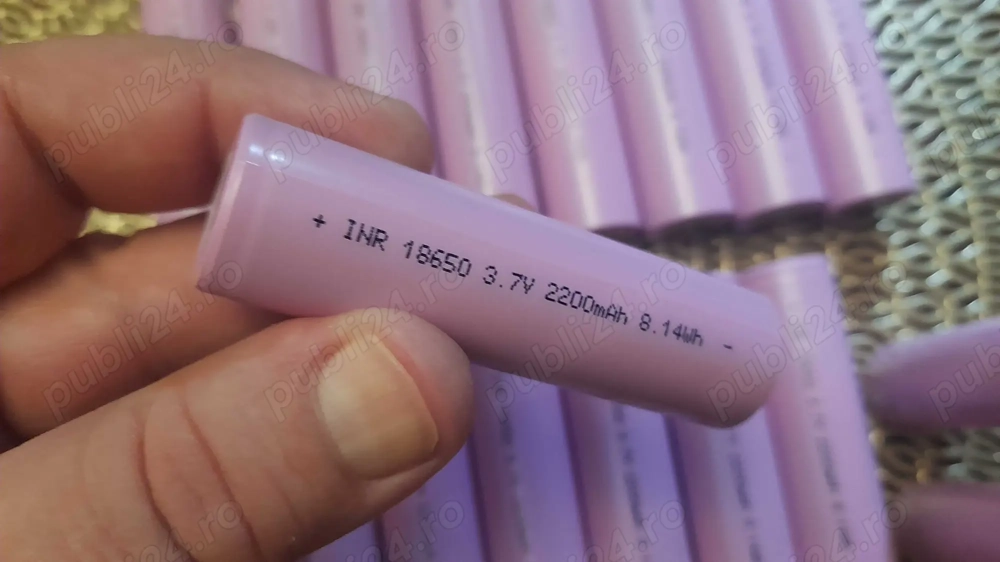 + INR 18650 3.7V 2200mAh 8.14Wh -
publi24.ro